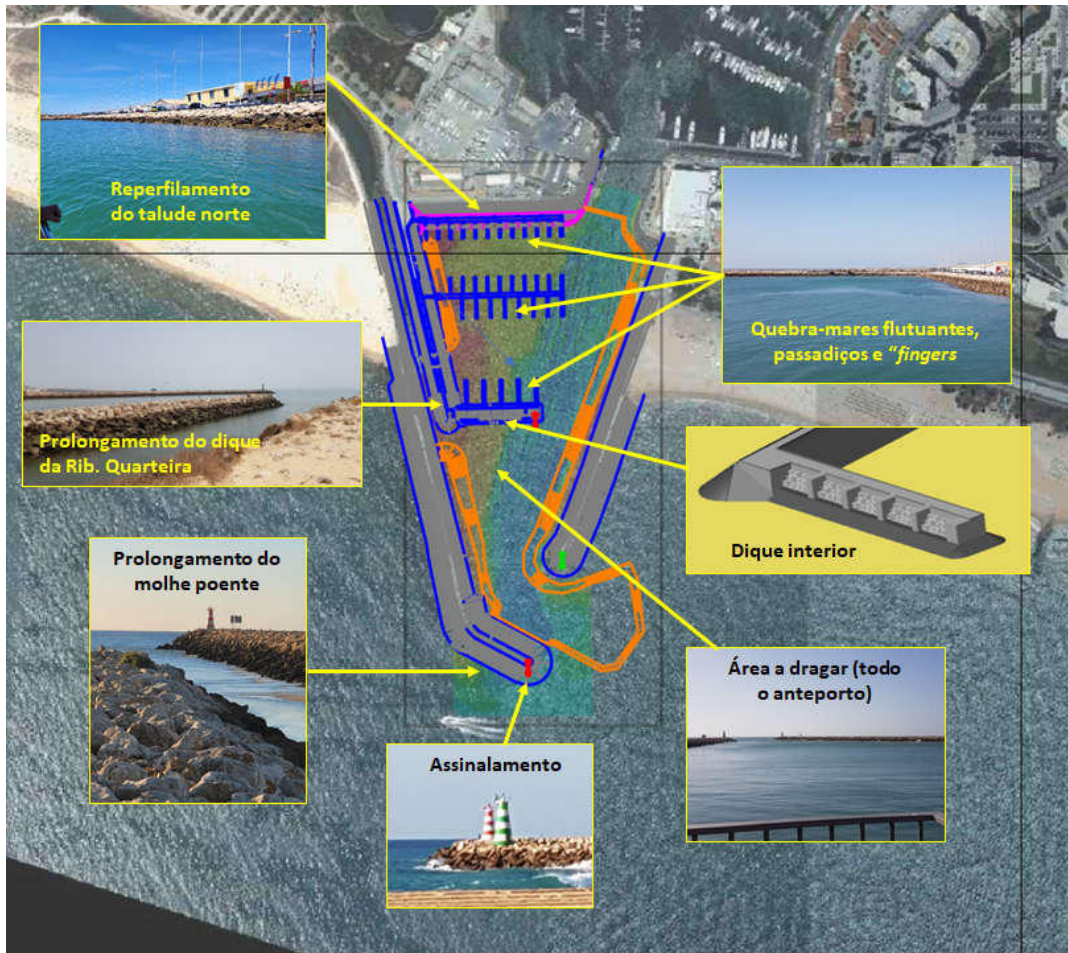 Reperfilamento
do talude norte
Quebra-mares flutuantes,
passadiços e “fingers
Prolongamento do dique
da Rib. Quarteira
Dique interior
Prolongamento do
molhe poente
Área a dragar (todo
o anteporto)
Assinalamento